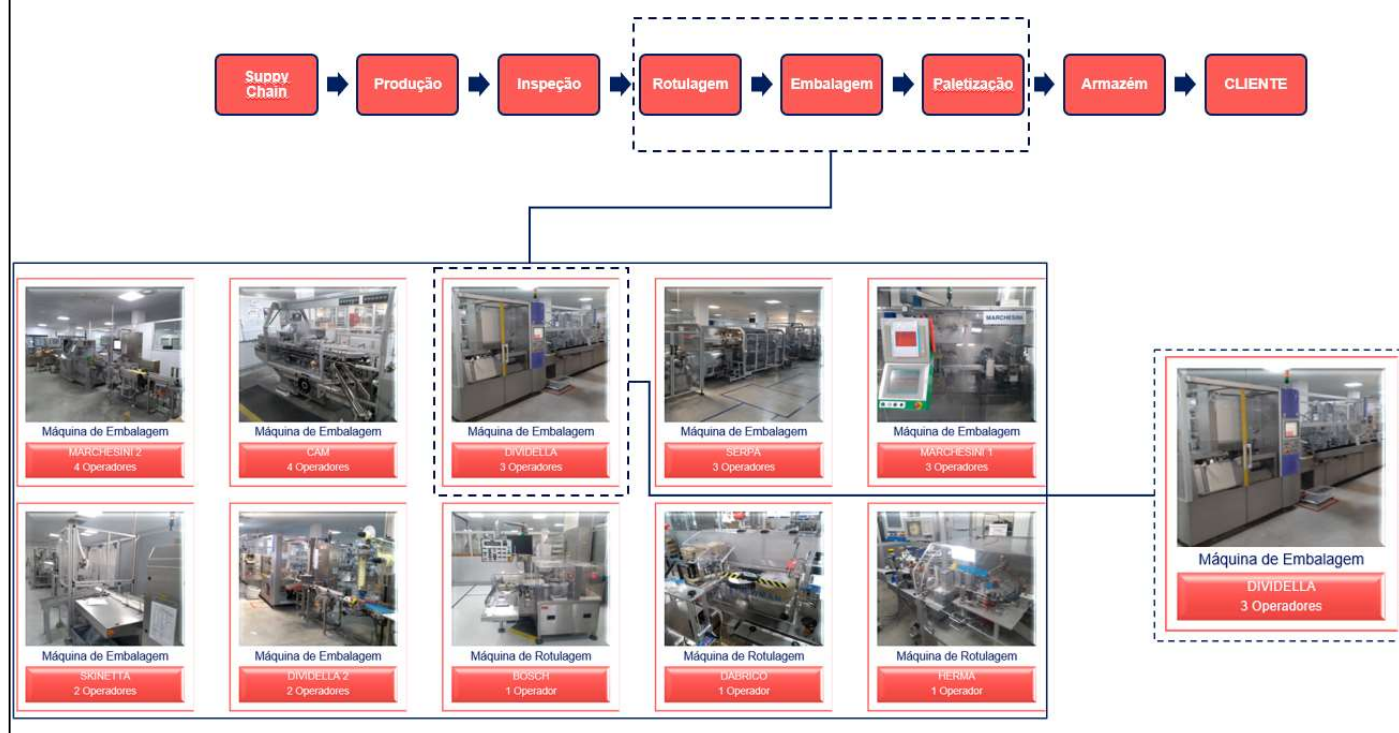 Suppy
Chain
Produção
Inspeção
Rotulagem
Embalagem
Paletização
Armazém
CLIENTE
MARCHESINI
Máquina de Embalagem
MARCHESINI 2
4 Operadores
Máquina de Embalagem
CAM
4 Operadores
Máquina de Embalagem
DIVIDELLA
3 Operadores
Máquina de Embalagem
SERPA
3 Operadores
Máquina de Embalagem
MARCHESINI 1
3 Operadores
Máquina de Embalagem
DIVIDELLA
3 Operadores
Máquina de Embalagem
SKINETTA
2 Operadores
Máquina de Embalagem
DIVIDELLA 2
2 Operadores
Máquina de Rotulagem
BOSCH
1 Operador
Máquina de Rotulagem
DABRICO
1 Operador
Máquina de Rotulagem
HERMA
1 Operador